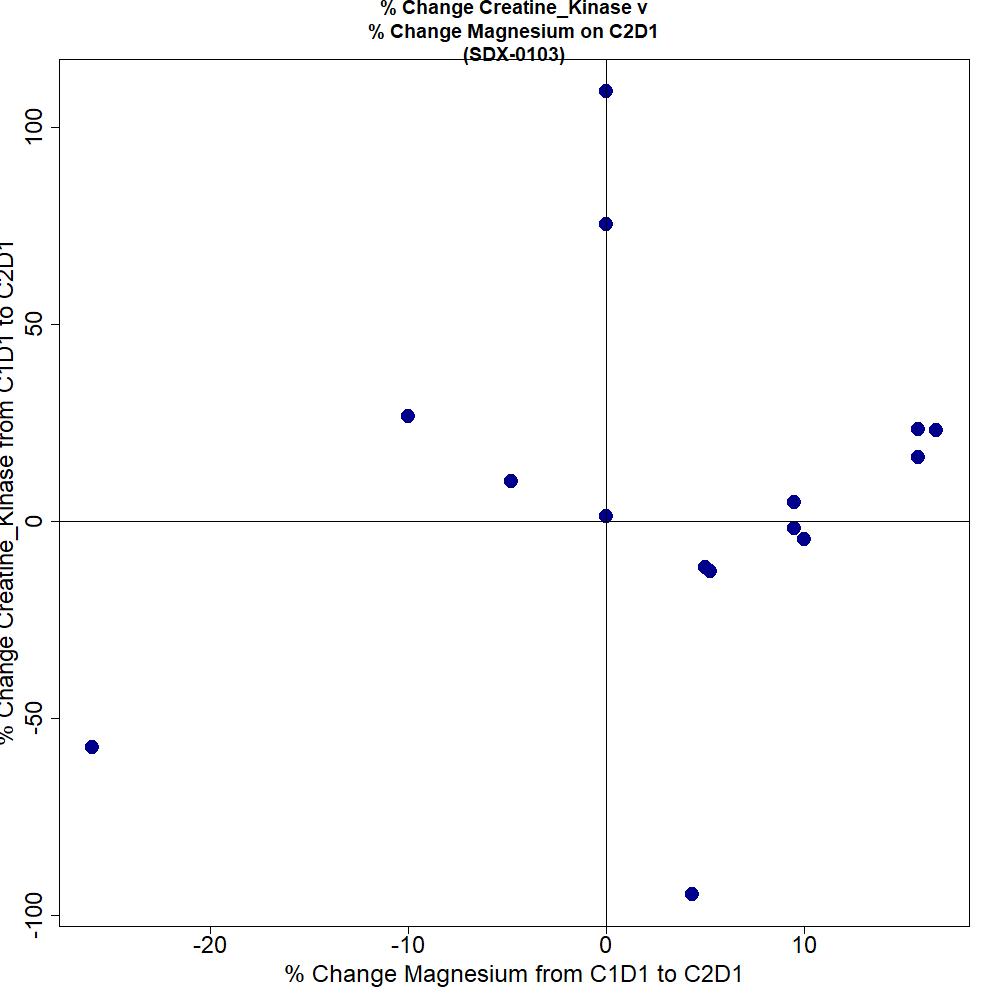 % Change Creatine_Kinase v
% Change Magnesium on C2D1
(SDX-0103)
% Change Creatine_Kinase from C1D1 to C2D1
100
50
0
-50
-100
-20
-10
0
10
% Change Magnesium from C1D1 to C2D1